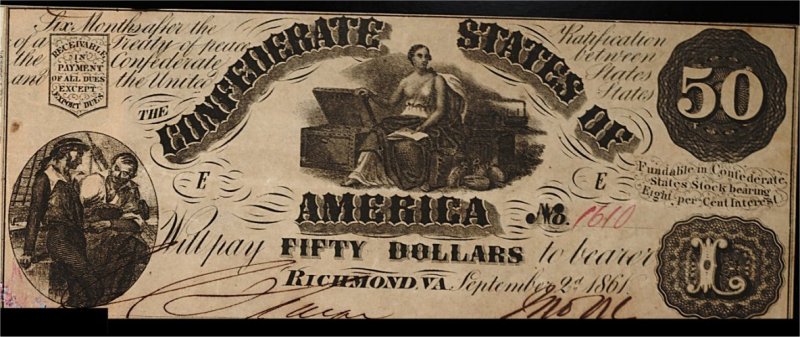 Six Months after the Ratification
of a Treaty of peace between
the Confederate States
and the United States
RECEIVABLE
IN
PAYMENT
OF ALL DUES
EXCEPT
EXPORT DUES
THE CONFEDERATE STATES OF
AMERICA
50
E
E
Fundable in Confederate
States Stock bearing
Eight per Cent Interest
No. 1610
Will pay FIFTY DOLLARS to bearer
RICHMOND, VA. September 2d 1861
L